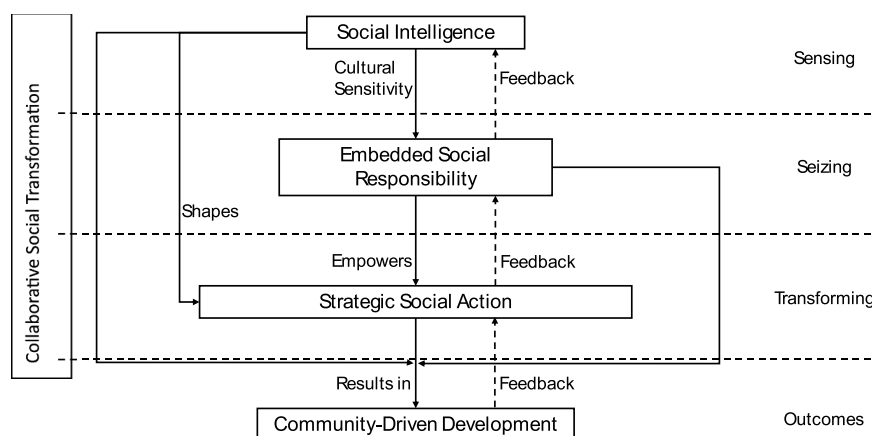 Collaborative Social Transformation
Social Intelligence
Cultural
Sensitivity
Feedback
Sensing
Embedded Social
Responsibility
Seizing
Shapes
Empowers
Feedback
Strategic Social Action
Transforming
Results in
Feedback
Community-Driven Development
Outcomes